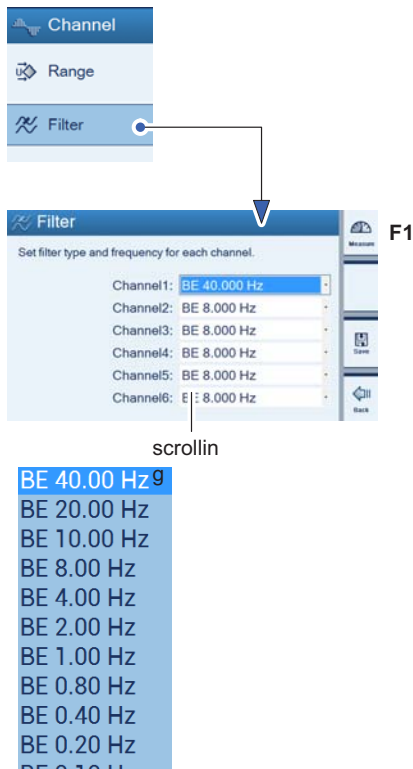 Channel
Range
Filter
Filter
F1
Measure
Set filter type and frequency for each channel.
Channel1: BE 40.000 Hz
Channel2: BE 8.000 Hz
Channel3: BE 8.000 Hz
Channel4: BE 8.000 Hz
Save
Channel5: BE 8.000 Hz
Channel6: BE 8.000 Hz
Back
scrollin
g
BE 40.00 Hz
BE 20.00 Hz
BE 10.00 Hz
BE 8.00 Hz
BE 4.00 Hz
BE 2.00 Hz
BE 1.00 Hz
BE 0.80 Hz
BE 0.40 Hz
BE 0.20 Hz